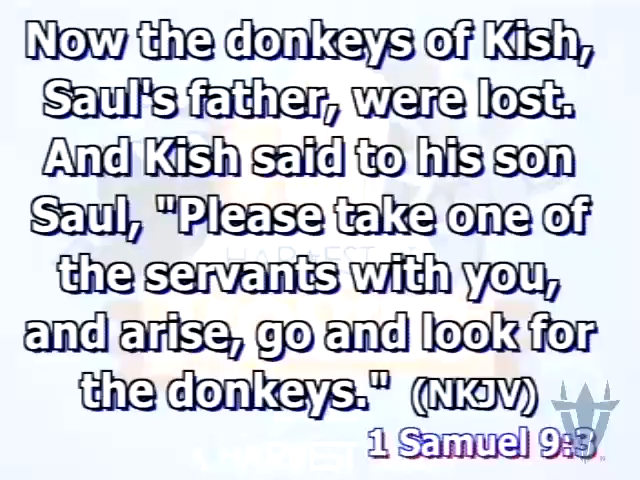 Now the donkeys of Kish,
Saul's father, were lost.
And Kish said to his son
Saul, "Please take one of
the servants with you,
and arise, go and look for
the donkeys." (NKJV)
1 Samuel 9:3